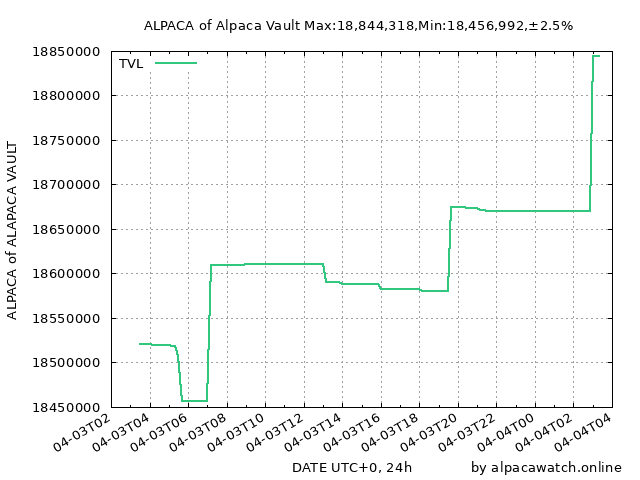 ALPACA of Alpaca Vault Max:18,844,318,Min:18,456,992,±2.5%
TVL
ALPACA of ALAPACA VAULT
18850000
18800000
18750000
18700000
18650000
18600000
18550000
18500000
18450000
04-03T02
04-03T04
04-03T06
04-03T08
04-03T10
04-03T12
04-03T14
04-03T16
04-03T18
04-03T20
04-03T22
04-04T00
04-04T02
04-04T04
DATE UTC+0, 24h
by alpacawatch.online